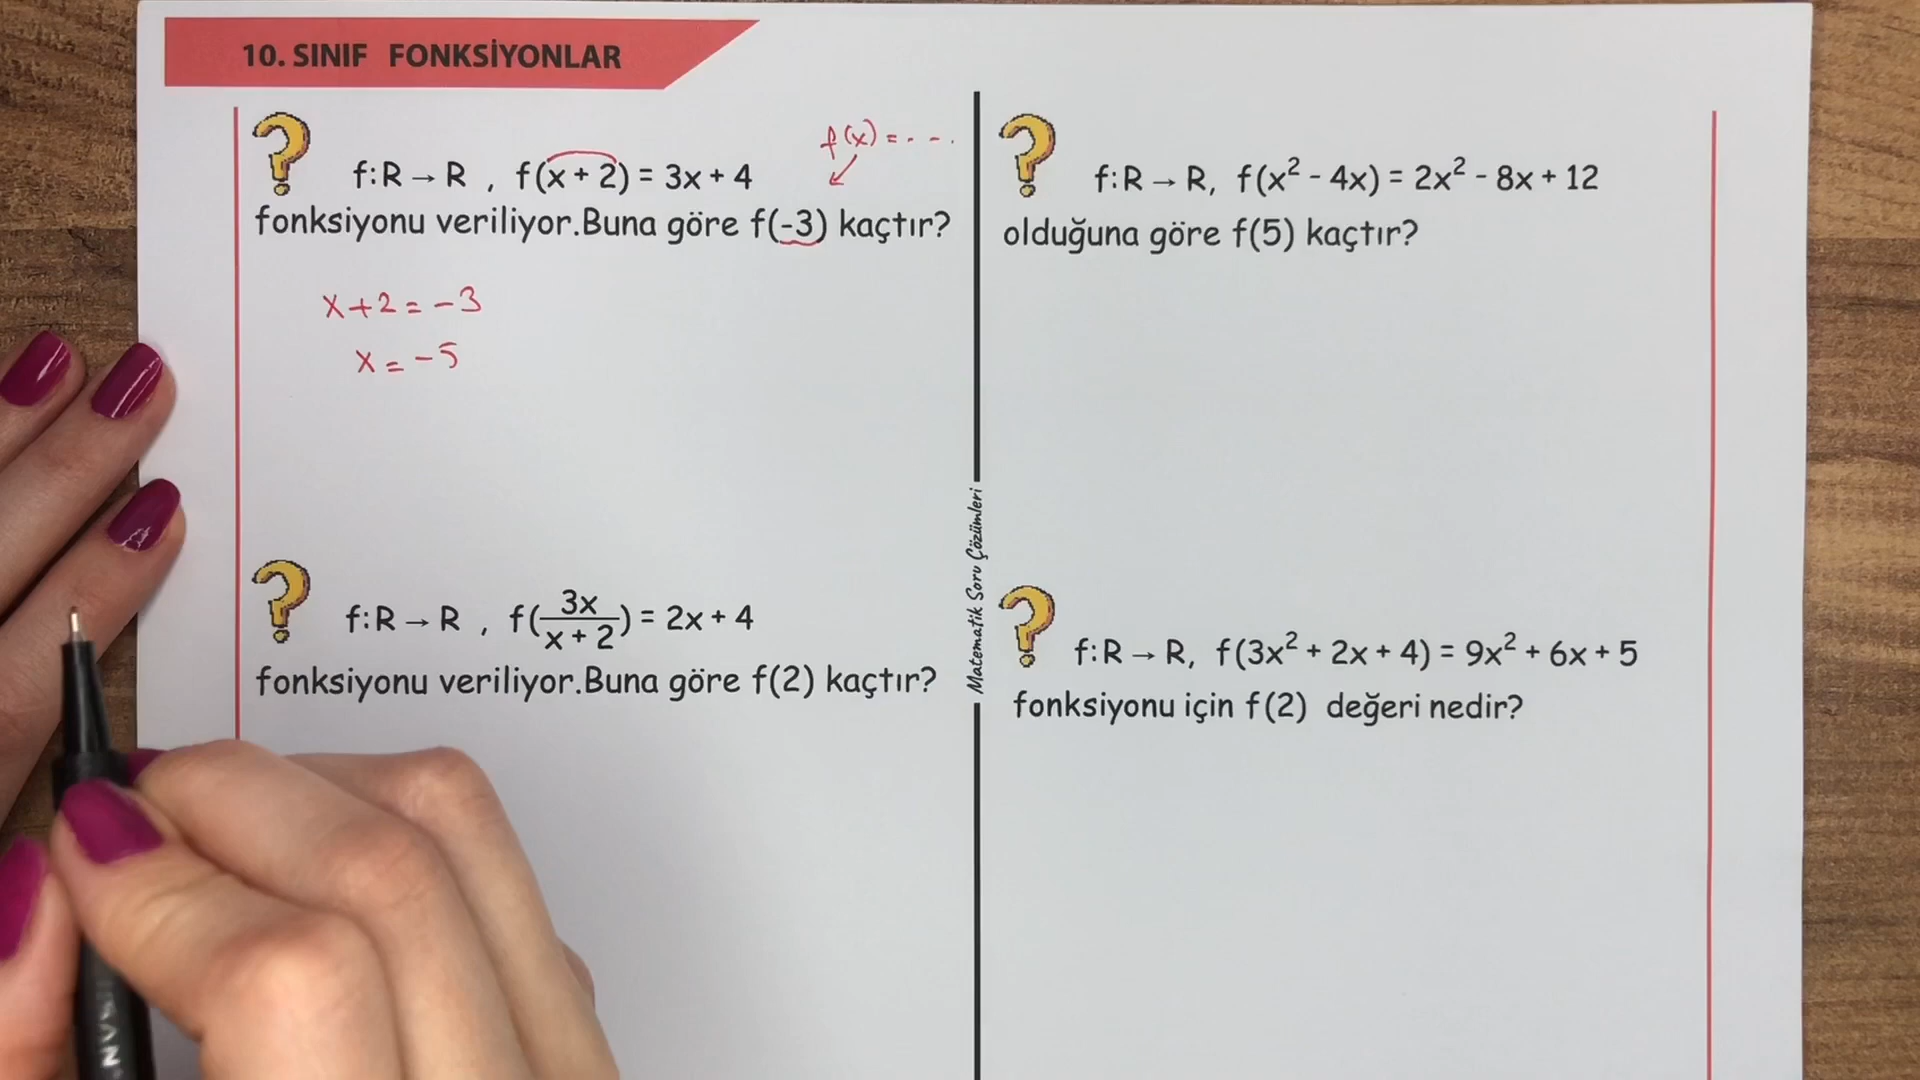 10. SINIF FONKSİYONLAR
f:R → R , f(x + 2) = 3x + 4
f(x) = . - - .
fonksiyonu veriliyor.Buna göre f(-3) kaçtır?
x+2 = -3
x = -5
f:R → R , f(3x/(x + 2)) = 2x + 4
fonksiyonu veriliyor.Buna göre f(2) kaçtır?
Matematik Soru Çözümleri
f:R → R, f(x² - 4x) = 2x² - 8x + 12
olduğuna göre f(5) kaçtır?
f:R → R, f(3x² + 2x + 4) = 9x² + 6x + 5
fonksiyonu için f(2) değeri nedir?